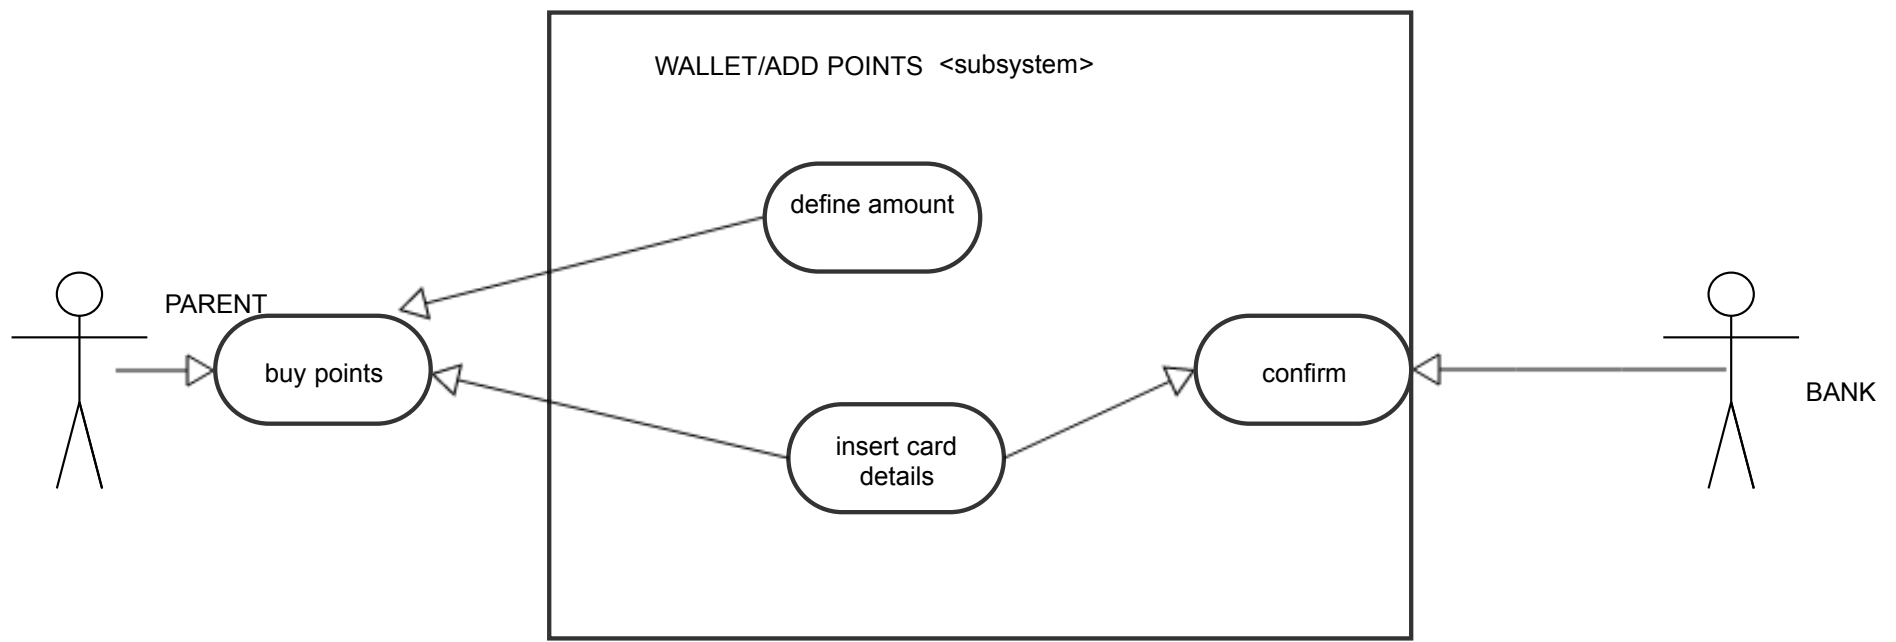 WALLET/ADD POINTS <subsystem>
define amount
PARENT
buy points
confirm
BANK
insert card
details